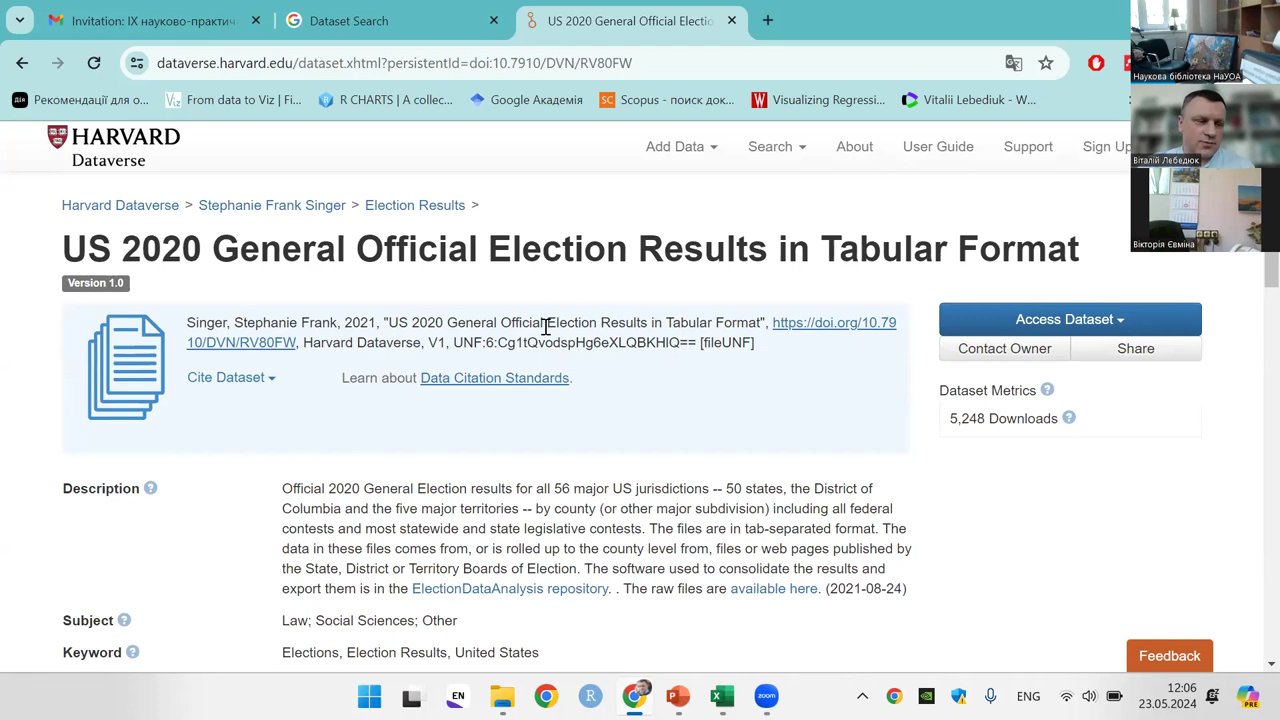 Invitation: IX науково-практич
Dataset Search
US 2020 General Official Electio
dataverse.harvard.edu/dataset.xhtml?persistentId=doi:10.7910/DVN/RV80FW
Рекомендації для о...
From data to Viz | Fi...
R CHARTS | A collec...
Google Академія
Scopus - поиск док...
Visualizing Regressi...
Vitalii Lebediuk - W...
Наукова бібліотека НаУОА
Віталій Лебедюк
Вікторія Євміна
HARVARD
Dataverse
Add Data
Search
About
User Guide
Support
Sign Up
Harvard Dataverse > Stephanie Frank Singer > Election Results >
US 2020 General Official Election Results in Tabular Format
Version 1.0
Singer, Stephanie Frank, 2021, "US 2020 General Official Election Results in Tabular Format", https://doi.org/10.79
10/DVN/RV80FW, Harvard Dataverse, V1, UNF:6:Cg1tQvodspHg6eXLQBKHlQ== [fileUNF]
Cite Dataset
Learn about Data Citation Standards.
Access Dataset
Contact Owner
Share
Dataset Metrics
5,248 Downloads
Description
Official 2020 General Election results for all 56 major US jurisdictions -- 50 states, the District of
Columbia and the five major territories -- by county (or other major subdivision) including all federal
contests and most statewide and state legislative contests. The files are in tab-separated format. The
data in these files comes from, or is rolled up to the county level from, files or web pages published by
the State, District or Territory Boards of Election. The software used to consolidate the results and
export them is in the ElectionDataAnalysis repository. . The raw files are available here. (2021-08-24)
Subject
Law; Social Sciences; Other
Keyword
Elections, Election Results, United States
Feedback
EN
R
zoom
ENG
12:06
23.05.2024
PRE